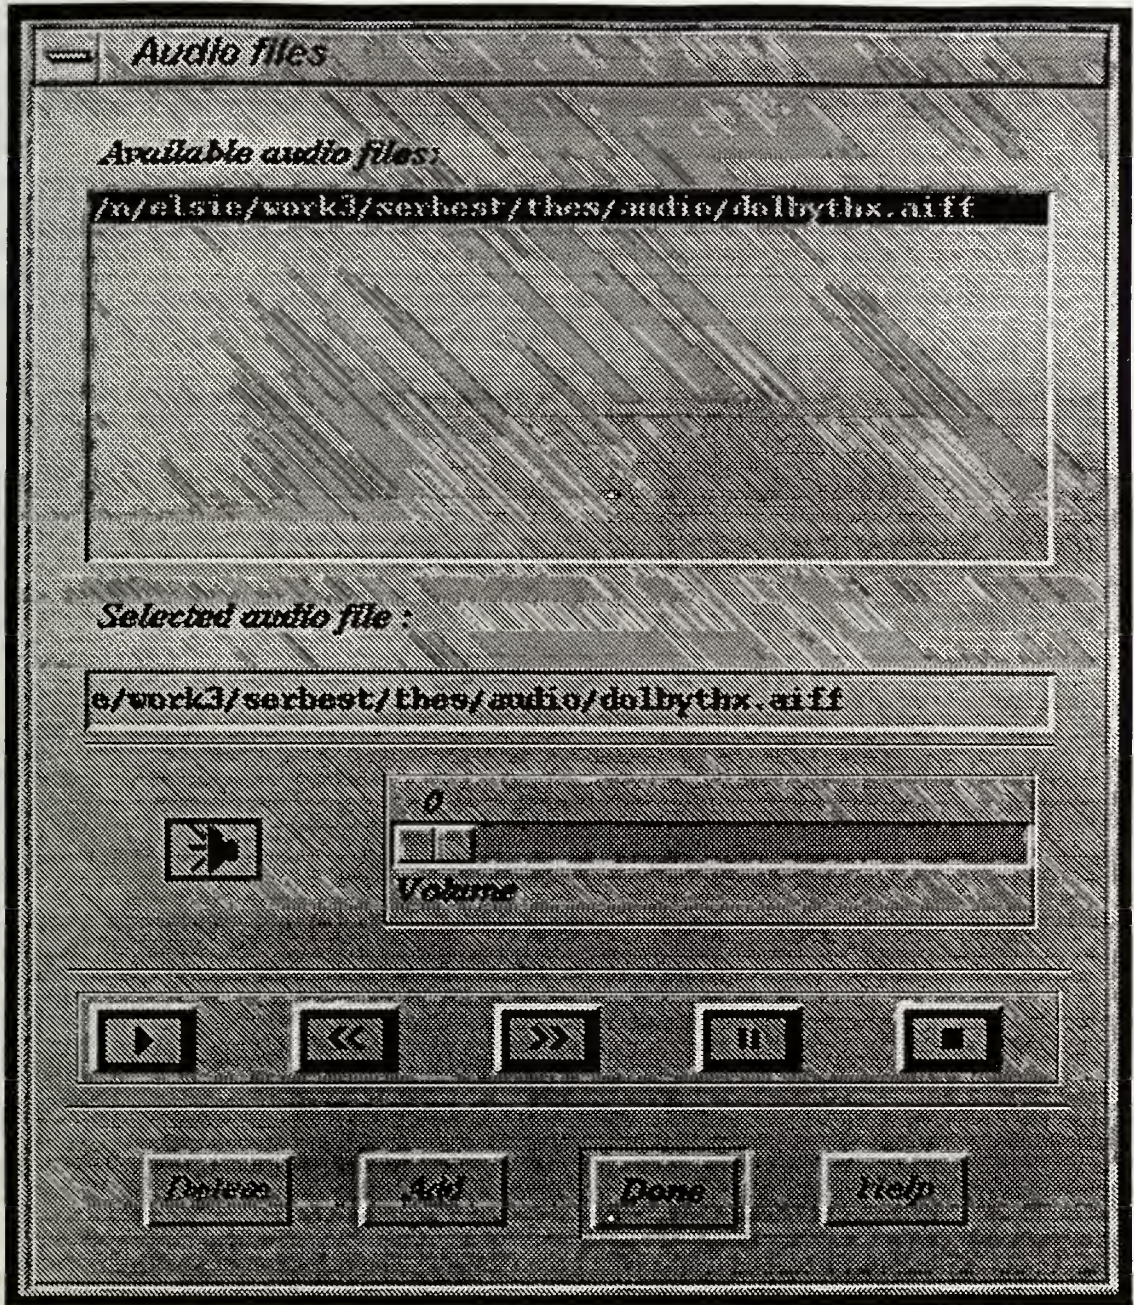 Audio files
Available audio files:
/n/elsie/work3/serbest/thes/audio/dolbythx.aiff
Selected audio file :
e/work3/serbest/thes/audio/dolbythx.aiff
0
Volume
Delete Add Done Help